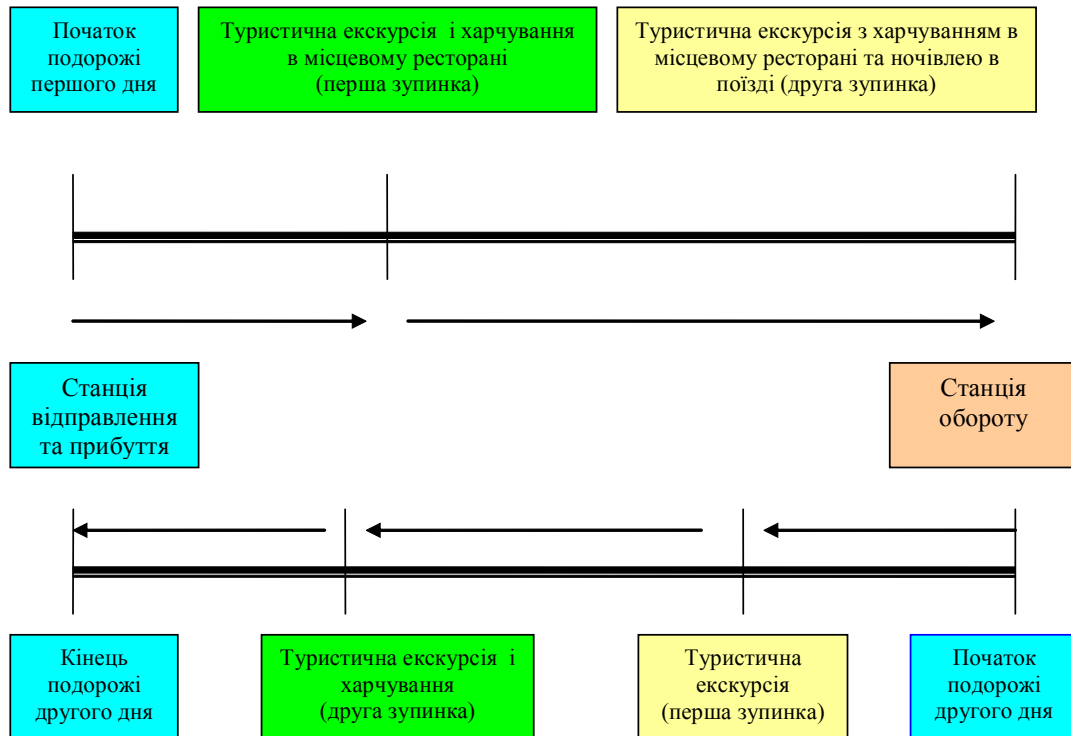 Початок
подорожі
першого дня
Туристична екскурсія і харчування
в місцевому ресторані
(перша зупинка)
Туристична екскурсія з харчуванням в
місцевому ресторані та ночівлею в
поїзді (друга зупинка)
Станція
відправлення
та прибуття
Станція
обороту
Кінець
подорожі
другого дня
Туристична екскурсія і
харчування
(друга зупинка)
Туристична
екскурсія
(перша зупинка)
Початок
подорожі
другого дня